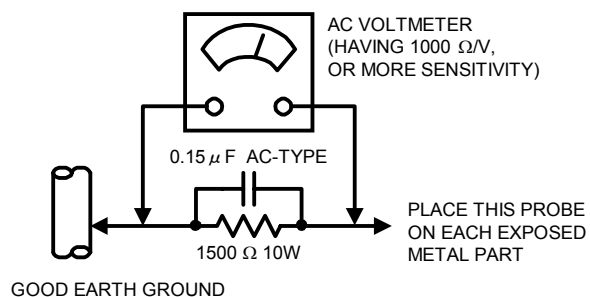 AC VOLTMETER
(HAVING 1000 Ω/V,
OR MORE SENSITIVITY)
0.15 μ F AC-TYPE
1500 Ω 10W
PLACE THIS PROBE
ON EACH EXPOSED
METAL PART
GOOD EARTH GROUND